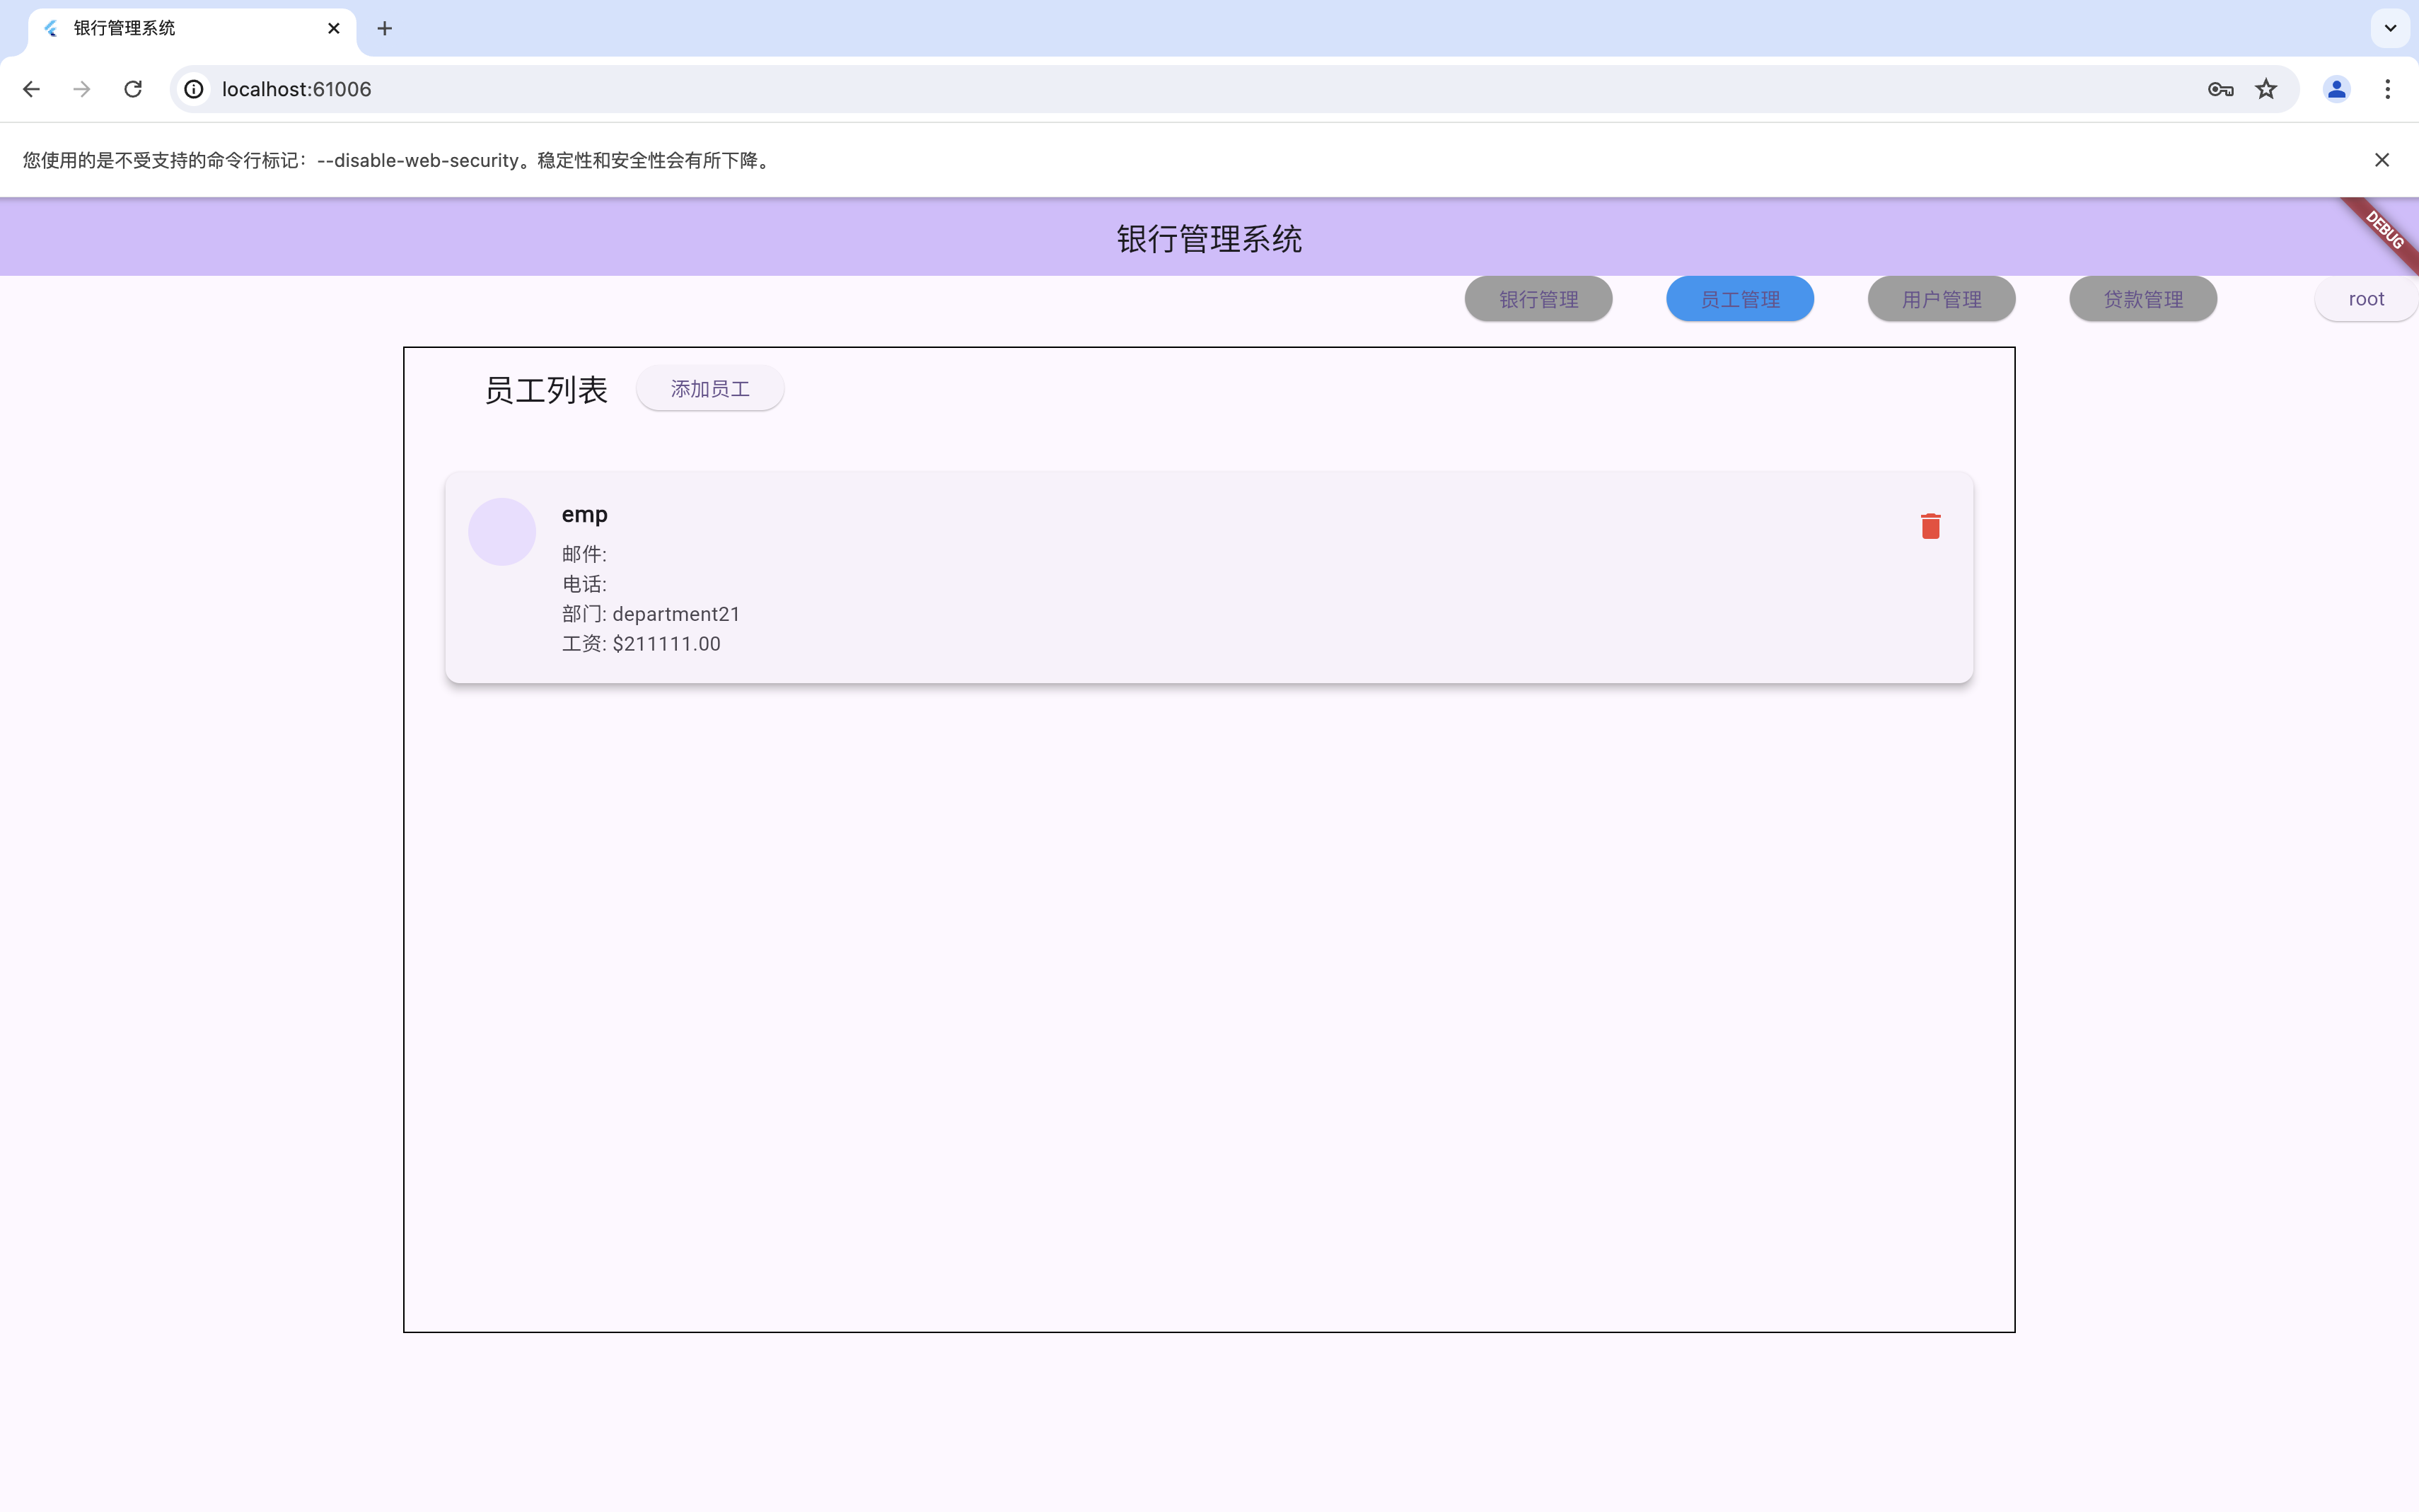 银行管理系统
localhost:61006
您使用的是不受支持的命令行标记：--disable-web-security。稳定性和安全性会有所下降。
银行管理系统
DEBUG
银行管理 员工管理 用户管理 贷款管理 root
员工列表 添加员工
emp
邮件:
电话:
部门: department21
工资: $211111.00